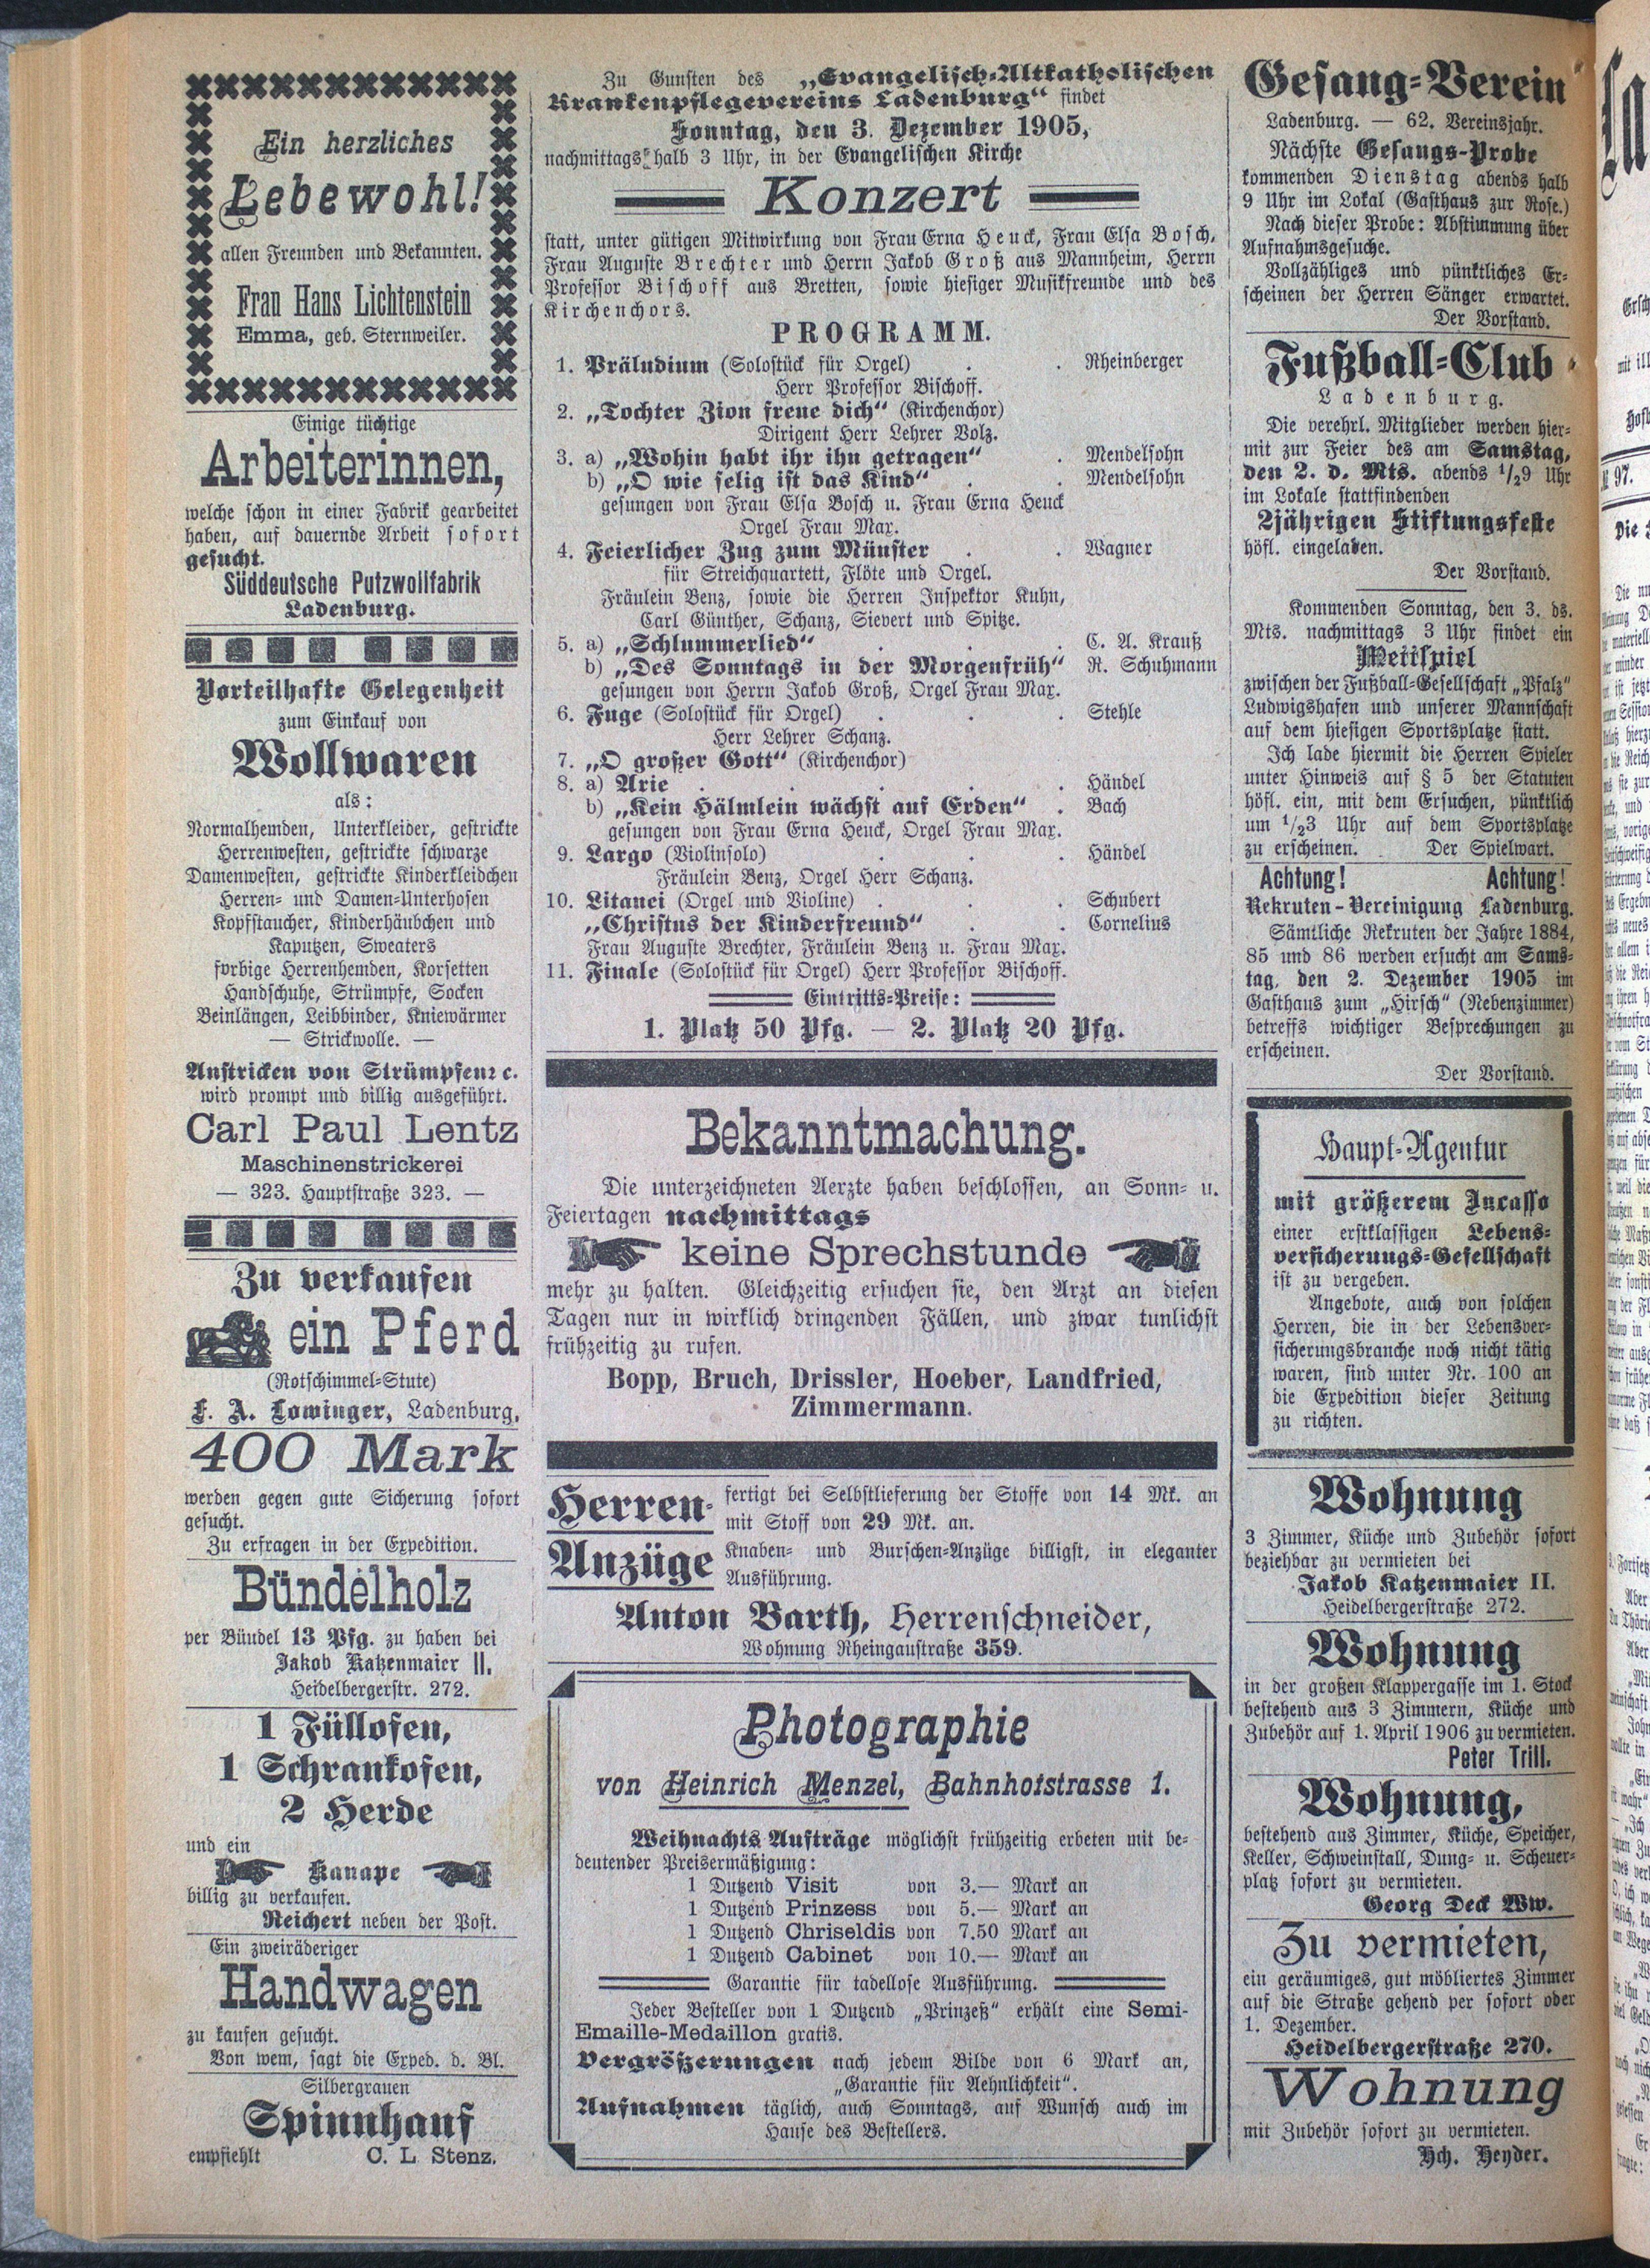 Ein herzliches
Lebewohl!
allen Freunden und Bekannten.
Frau Hans Lichtenstein
Emma, geb. Sternweiler.
Einige tüchtige
Arbeiterinnen,
welche schon in einer Fabrik gearbeitet
haben, auf dauernde Arbeit sofort
gesucht.
Süddeutsche Putzwollfabrik
Ladenburg.
Vorteilhafte Gelegenheit
zum Einkauf von
Wollwaren
als:
Normalhemden, Unterkleider, gestrickte
Herrenwesten, gestrickte schwarze
Damenwesten, gestrickte Kinderkleidchen
Herren- und Damen-Unterhosen
Kopfstaucher, Kinderhäubchen und
Kaputzen, Sweaters
farbige Herrenhemden, Korsetten
Handschuhe, Strümpfe, Socken
Beinlängen, Leibbinder, Kniewärmer
— Strickwolle. —
Anstricken von Strümpfen ꝛc.
wird prompt und billig ausgeführt.
Carl Paul Lentz
Maschinenstrickerei
— 323. Hauptstraße 323. —
Zu verkaufen
ein Pferd
(Rotschimmel-Stute)
L. A. Lowinger, Ladenburg.
400 Mark
werden gegen gute Sicherung sofort
gesucht.
Zu erfragen in der Expedition.
Bündelholz
per Bündel 13 Pfg. zu haben bei
Jakob Katzenmaier II.
Heidelbergerstr. 272.
1 Füllofen,
1 Schrankofen,
2 Herde
und ein
Kanape
billig zu verkaufen.
Reichert neben der Post.
Ein zweiräderiger
Handwagen
zu kaufen gesucht.
Von wem, sagt die Exped. d. Bl.
Silbergrauen
Spinnhanf
empfiehlt C. L. Stenz.
Zu Gunsten des „Evangelisch-Altkatholischen
Krankenpflegevereins Ladenburg“ findet
Sonntag, den 3. Dezember 1905,
nachmittags halb 3 Uhr, in der Evangelischen Kirche
Konzert
statt, unter gütigen Mitwirkung von Frau Erna Heuck, Frau Elsa Bosch,
Frau Auguste Brechter und Herrn Jakob Groß aus Mannheim, Herrn
Professor Bischoff aus Bretten, sowie hiesiger Musikfreunde und des
Kirchenchors.
PROGRAMM.
1. Präludium (Solostück für Orgel) . . Rheinberger
Herr Professor Bischoff.
2. „Tochter Zion freue dich“ (Kirchenchor)
Dirigent Herr Lehrer Volz.
3. a) „Wohin habt ihr ihn getragen“ . Mendelsohn
b) „O wie selig ist das Kind“ . . Mendelsohn
gesungen von Frau Elsa Bosch u. Frau Erna Heuck
Orgel Frau Max.
4. Feierlicher Zug zum Münster . . Wagner
für Streichquartett, Flöte und Orgel.
Fräulein Benz, sowie die Herren Inspektor Kuhn,
Carl Günther, Schanz, Sievert und Spitze.
5. a) „Schlummerlied“ . . . C. A. Krauß
b) „Des Sonntags in der Morgenfrüh“ R. Schuhmann
gesungen von Herrn Jakob Groß, Orgel Frau Max.
6. Fuge (Solostück für Orgel) . . . Stehle
Herr Lehrer Schanz.
7. „O großer Gott“ (Kirchenchor)
8. a) Arie . . . . . Händel
b) „Kein Hälmlein wächst auf Erden“ . Bach
gesungen von Frau Erna Heuck, Orgel Frau Max.
9. Largo (Violinsolo) . . . Händel
Fräulein Benz, Orgel Herr Schanz.
10. Litanei (Orgel und Violine) . . . Schubert
„Christus der Kinderfreund“ . . Cornelius
Frau Auguste Brechter, Fräulein Benz u. Frau Max.
11. Finale (Solostück für Orgel) Herr Professor Bischoff.
Eintritts-Preise:
1. Platz 50 Pfg. — 2. Platz 20 Pfg.
Bekanntmachung.
Die unterzeichneten Aerzte haben beschlossen, an Sonn- u.
Feiertagen nachmittags
keine Sprechstunde
mehr zu halten. Gleichzeitig ersuchen sie, den Arzt an diesen
Tagen nur in wirklich dringenden Fällen, und zwar tunlichst
frühzeitig zu rufen.
Bopp, Bruch, Drissler, Hoeber, Landfried,
Zimmermann.
Herren-
Anzüge
fertigt bei Selbstlieferung der Stoffe von 14 Mk. an
mit Stoff von 29 Mk. an.
Knaben- und Burschen-Anzüge billigst, in eleganter
Ausführung.
Anton Barth, Herrenschneider,
Wohnung Rheingaustraße 359.
Photographie
von Heinrich Menzel, Bahnhofstrasse 1.
Weihnachts Aufträge möglichst frühzeitig erbeten mit be-
deutender Preisermäßigung:
1 Dutzend Visit von 3.— Mark an
1 Dutzend Prinzess von 5.— Mark an
1 Dutzend Chriseldis von 7.50 Mark an
1 Dutzend Cabinet von 10.— Mark an
Garantie für tadellose Ausführung.
Jeder Besteller von 1 Dutzend „Prinzeß“ erhält eine Semi-
Emaille-Medaillon gratis.
Vergrößerungen nach jedem Bilde von 6 Mark an,
„Garantie für Aehnlichkeit“.
Aufnahmen täglich, auch Sonntags, auf Wunsch auch im
Hause des Bestellers.
Gesang-Verein
Ladenburg. — 62. Vereinsjahr.
Nächste Gesangs-Probe
kommenden Dienstag abends halb
9 Uhr im Lokal (Gasthaus zur Rose.)
Nach dieser Probe: Abstimmung über
Aufnahmsgesuche.
Vollzähliges und pünktliches Er-
scheinen der Herren Sänger erwartet.
Der Vorstand.
Fußball-Club
Ladenburg.
Die verehrl. Mitglieder werden hier-
mit zur Feier des am Samstag,
den 2. d. Mts. abends 1/29 Uhr
im Lokale stattfindenden
2jährigen Stiftungsfeste
höfl. eingeladen.
Der Vorstand.
Kommenden Sonntag, den 3. ds.
Mts. nachmittags 3 Uhr findet ein
Wettspiel
zwischen der Fußball-Gesellschaft „Pfalz“
Ludwigshafen und unserer Mannschaft
auf dem hiesigen Sportsplatze statt.
Ich lade hiermit die Herren Spieler
unter Hinweis auf § 5 der Statuten
höfl. ein, mit dem Ersuchen, pünktlich
um 1/23 Uhr auf dem Sportsplatze
zu erscheinen. Der Spielwart.
Achtung! Achtung!
Rekruten-Vereinigung Ladenburg.
Sämtliche Rekruten der Jahre 1884,
85 und 86 werden ersucht am Sams-
tag, den 2. Dezember 1905 im
Gasthaus zum „Hirsch“ (Nebenzimmer)
betreffs wichtiger Besprechungen zu
erscheinen.
Der Vorstand.
Haupt-Agentur
mit größerem Incasso
einer erstklassigen Lebens-
versicherungs-Gesellschaft
ist zu vergeben.
Angebote, auch von solchen
Herren, die in der Lebensver-
sicherungsbranche noch nicht tätig
waren, sind unter Nr. 100 an
die Expedition dieser Zeitung
zu richten.
Wohnung
3 Zimmer, Küche und Zubehör sofort
beziehbar zu vermieten bei
Jakob Katzenmaier II.
Heidelbergerstraße 272.
Wohnung
in der großen Klappergasse im 1. Stock
bestehend aus 3 Zimmern, Küche und
Zubehör auf 1. April 1906 zu vermieten.
Peter Trill.
Wohnung,
bestehend aus Zimmer, Küche, Speicher,
Keller, Schweinstall, Dung- u. Scheuer-
platz sofort zu vermieten.
Georg Deck Ww.
Zu vermieten,
ein geräumiges, gut möbliertes Zimmer
auf die Straße gehend per sofort oder
1. Dezember.
Heidelbergerstraße 270.
Wohnung
mit Zubehör sofort zu vermieten.
Hch. Heyder.